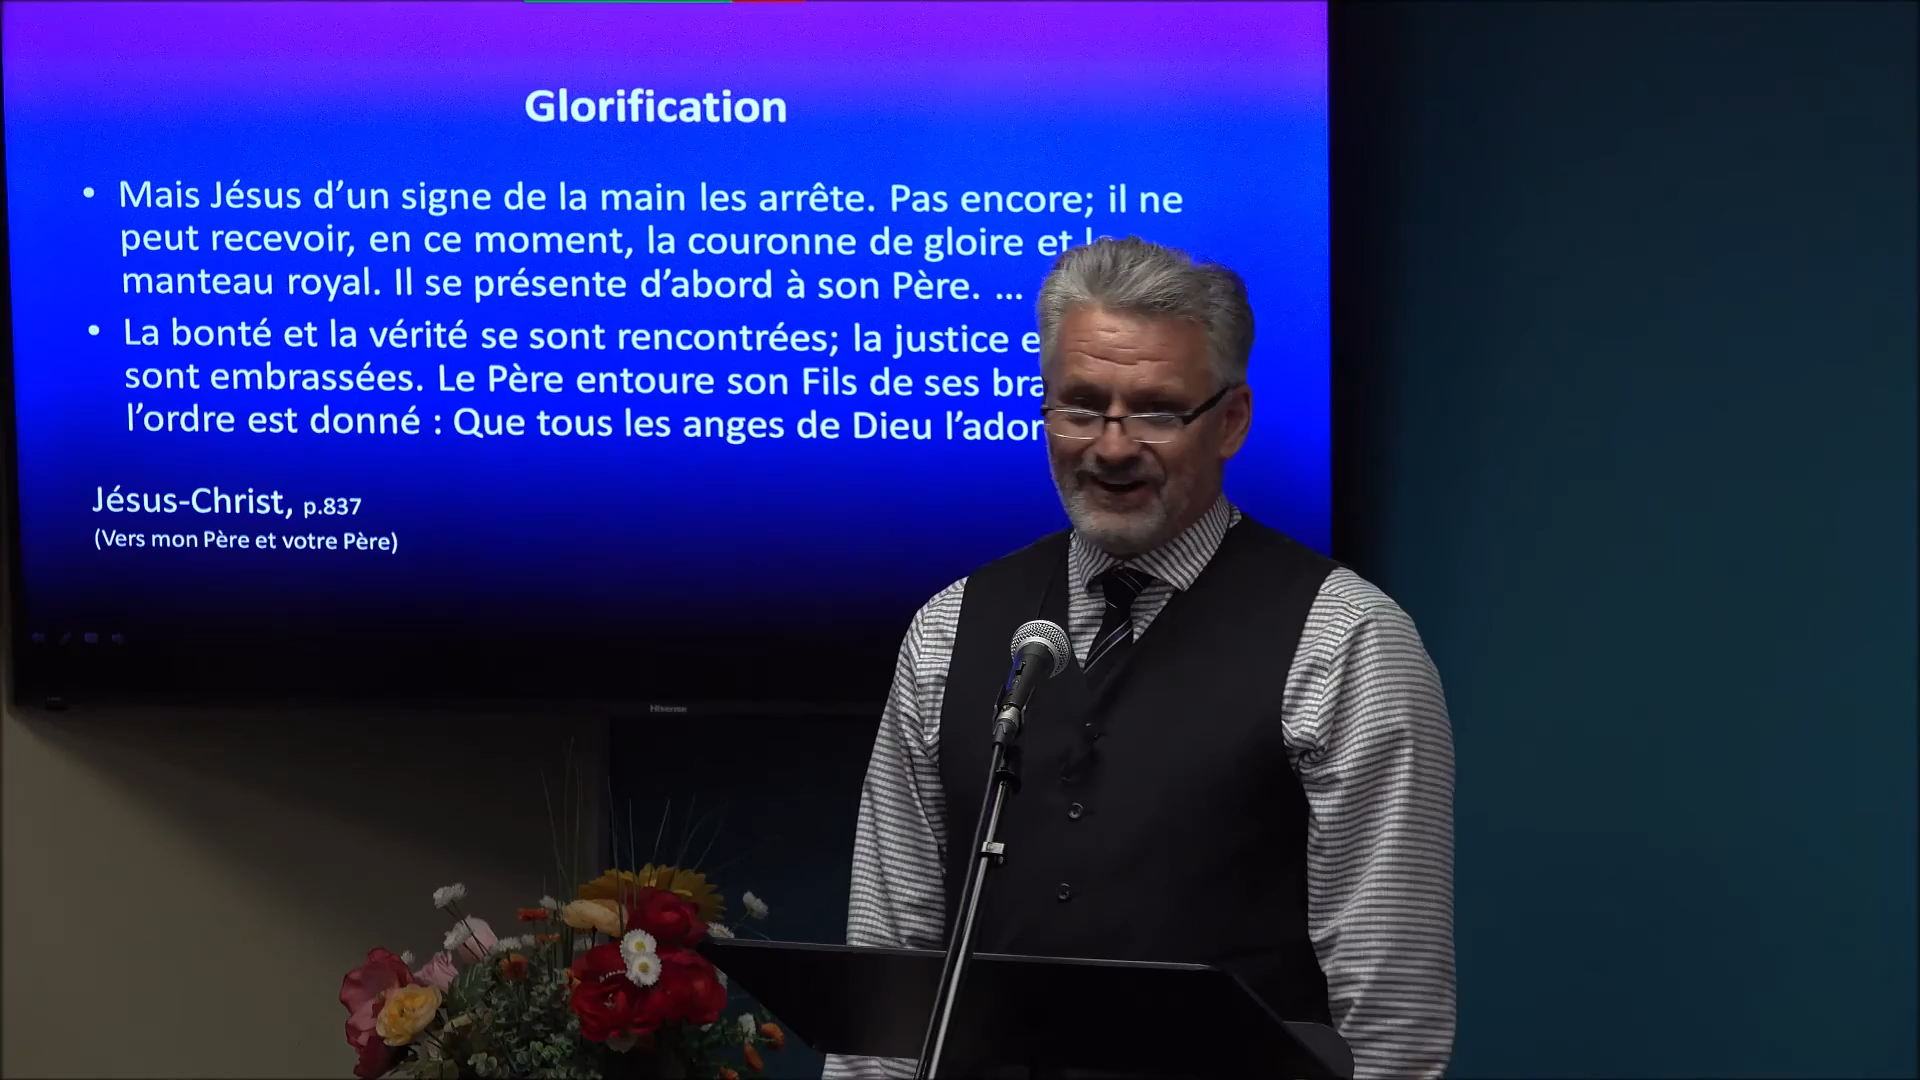 Glorification
• Mais Jésus d’un signe de la main les arrête. Pas encore; il ne
peut recevoir, en ce moment, la couronne de gloire et
manteau royal. Il se présente d’abord à son Père. ...
• La bonté et la vérité se sont rencontrées; la justice
sont embrassées. Le Père entoure son Fils de ses
l’ordre est donné : Que tous les anges de Dieu
Jésus-Christ, p.837
(Vers mon Père et votre Père)
Hisense